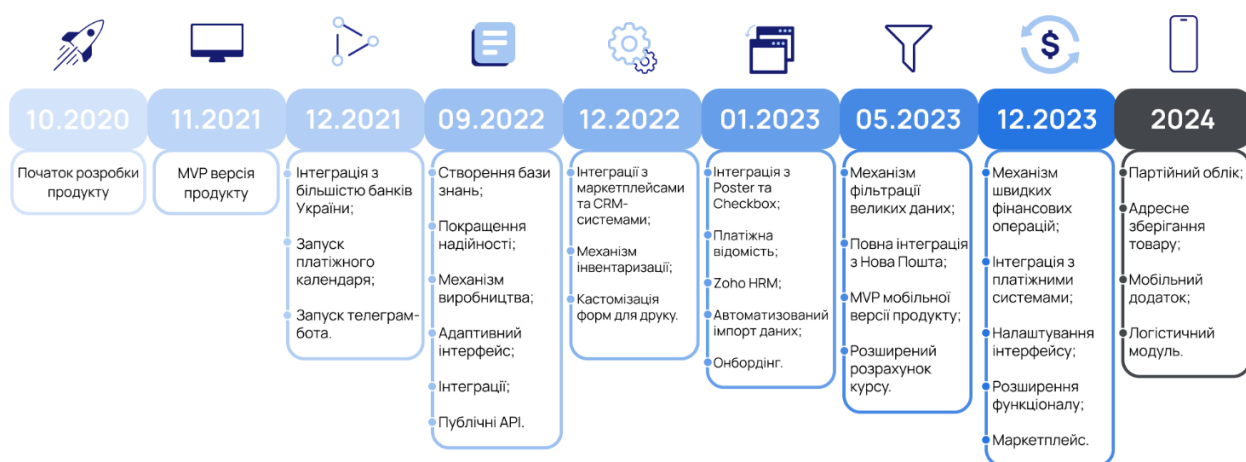 10.2020
Початок розробки
продукту
11.2021
MVP версія
продукту
12.2021
Інтеграція з
більшістю банків
України;
Запуск
платіжного
календаря;
Запуск телеграм-
бота.
09.2022
Створення бази
знань;
Покращення
надійності;
Механізм
виробництва;
Адаптивний
інтерфейс;
Інтеграції;
Публічні API.
12.2022
Інтеграції з
маркетплейсами
та CRM-
системами;
Механізм
інвентаризації;
Кастомізація
форм для друку.
01.2023
Інтеграція з
Poster та
Checkbox;
Платіжна
відомість;
Zoho HRM;
Автоматизований
імпорт даних;
Онбордінг.
05.2023
Механізм
фільтрації
великих даних;
Повна інтеграція
з Нова Пошта;
MVP мобільної
версії продукту;
Розширений
розрахунок
курсу.
12.2023
Механізм
швидких
фінансових
операцій;
Інтеграція з
платіжними
системами;
Налаштування
інтерфейсу;
Розширення
функціоналу;
Маркетплейс.
2024
Партійний облік;
Адресне
зберігання
товару;
Мобільний
додаток;
Логістичний
модуль.